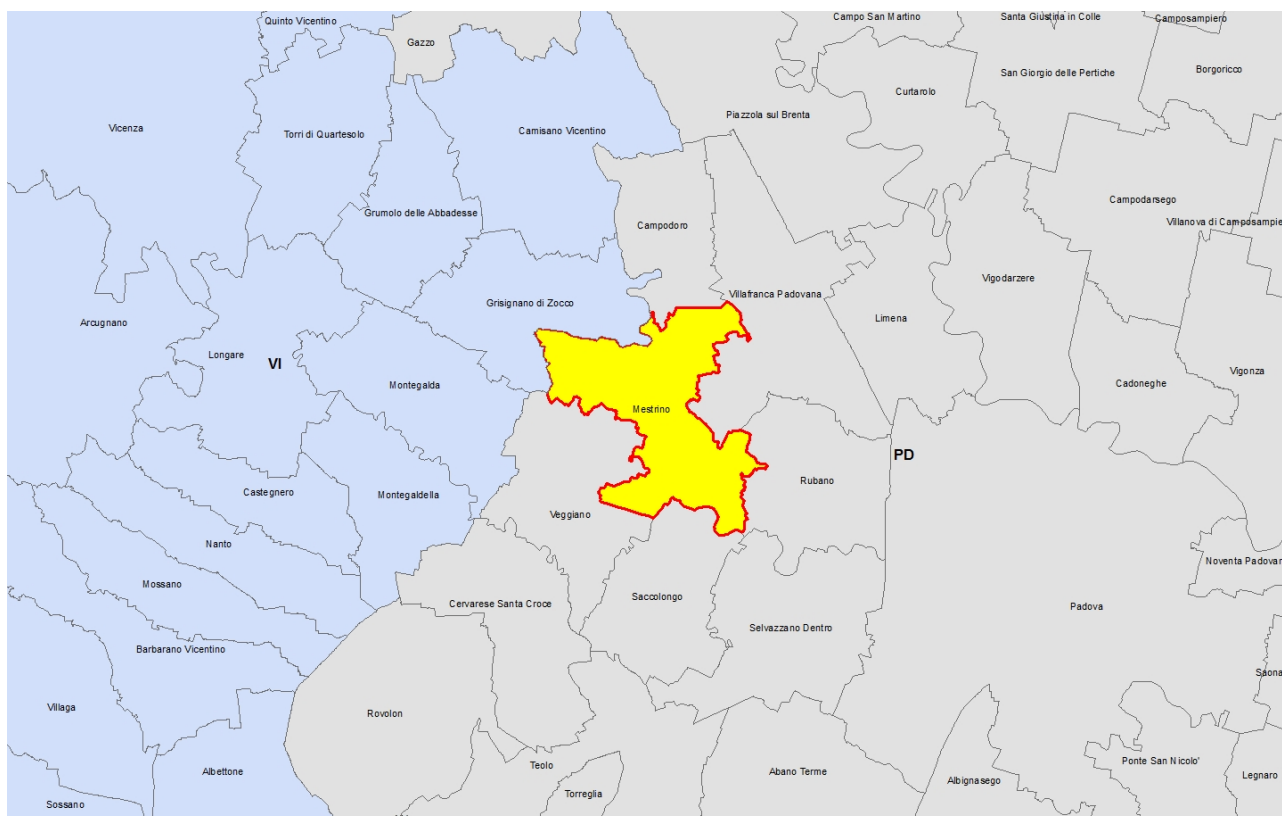 Quinto Vicentino
Gazzo
Campo San Martino
Santa Giustina in Colle
Camposampiero
San Giorgio delle Pertiche
Borgoricco
Curtarolo
Piazzola sul Brenta
Vicenza
Torri di Quartesolo
Camisano Vicentino
Grumolo delle Abbadesse
Campodoro
Campodarsego
Villanova di Camposampie
Vigodarzere
Villafranca Padovana
Grisignano di Zocco
Limena
Arcugnano
Longare
VI
Montegalda
Cadoneghe
Vigonza
Mestrino
PD
Rubano
Castegnero
Montegaldella
Veggiano
Nanto
Noventa Padovan
Mossano
Saccolongo
Cervarese Santa Croce
Padova
Selvazzano Dentro
Barbarano Vicentino
Saona
Villaga
Rovolon
Ponte San Nicolo'
Teolo
Albettone
Abano Terme
Legnaro
Albignasego
Torreglia
Sossano